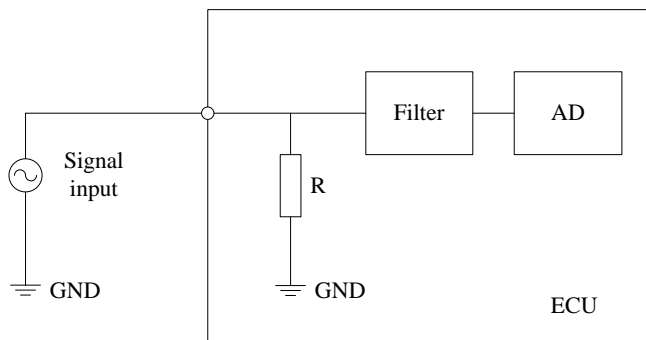 Filter
AD
Signal
input
R
GND
GND
ECU